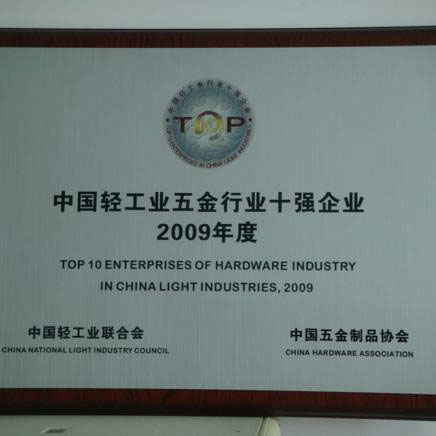 中国轻工业行业十强企业
TOP
TOP 10 ENTERPRISES IN CHINA LIGHT INDUSTRIES
中国轻工业五金行业十强企业
2009年度
TOP 10 ENTERPRISES OF HARDWARE INDUSTRY
IN CHINA LIGHT INDUSTRIES, 2009
中国轻工业联合会 中国五金制品协会
CHINA NATIONAL LIGHT INDUSTRY COUNCIL CHINA HARDWARE ASSOCIATION